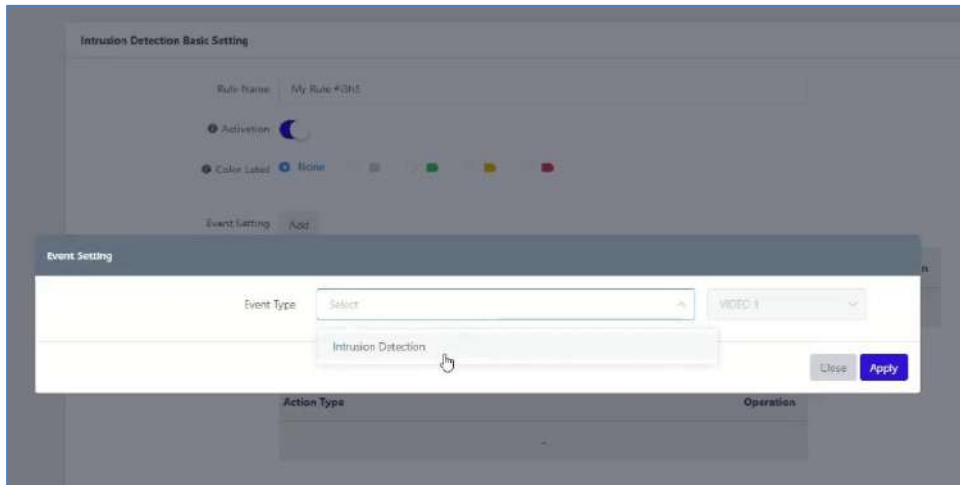 Intrusion Detection Basic Setting
Rule Name My Rule
Activation
Color Label None
Event Setting Add
Event Setting
n
Event Type Select VIDEO 1
Intrusion Detection
Close Apply
Action Type Operation
-